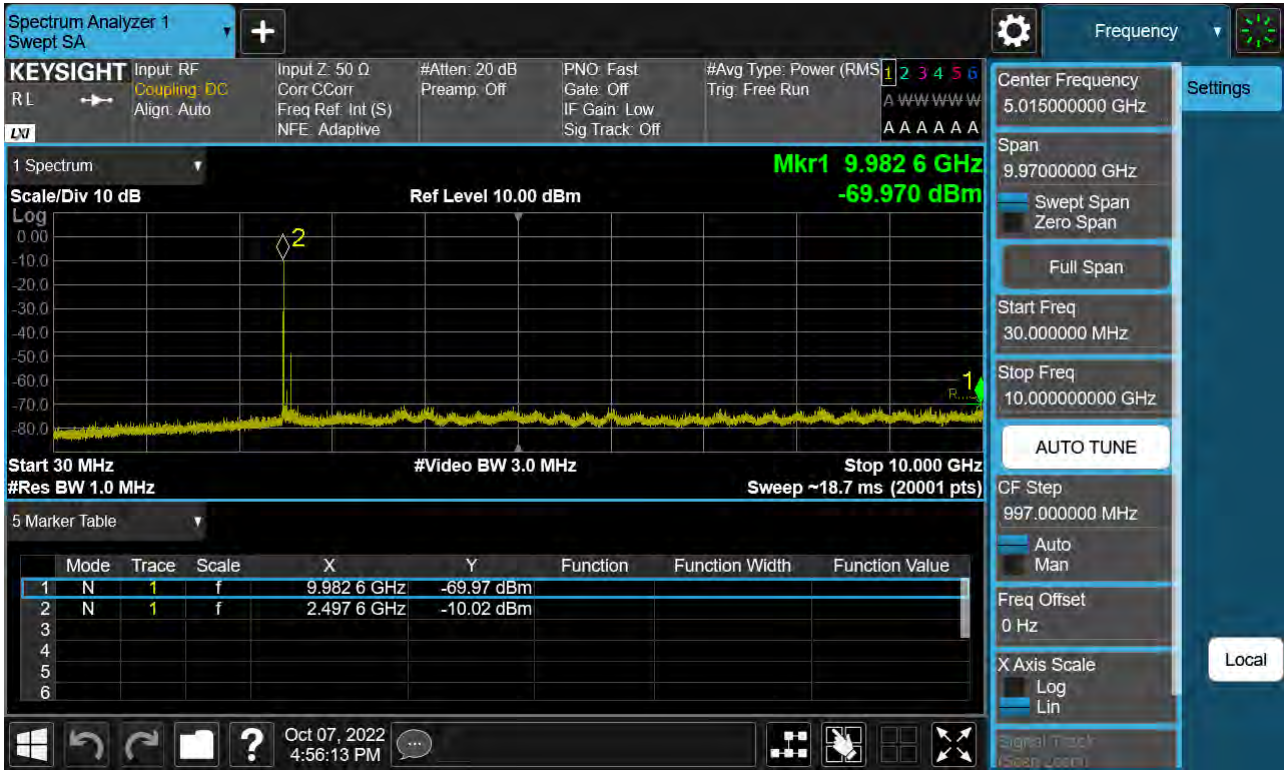 Spectrum Analyzer 1
Swept SA
Frequency
KEYSIGHT
RL
LXI
Input: RF
Coupling: DC
Align: Auto
Input Z: 50 Ω
Corr CCorr
Freq Ref: Int (S)
NFE: Adaptive
#Atten: 20 dB
Preamp: Off
PNO: Fast
Gate: Off
IF Gain: Low
Sig Track: Off
#Avg Type: Power (RMS
Trig: Free Run
1 2 3 4 5 6
A W W W W W
A A A A A A
1 Spectrum
Mkr1 9.982 6 GHz
Scale/Div 10 dB
Ref Level 10.00 dBm
-69.970 dBm
Log
0.00
-10.0
-20.0
-30.0
-40.0
-50.0
-60.0
-70.0
-80.0
2
1
Start 30 MHz
#Video BW 3.0 MHz
Stop 10.000 GHz
#Res BW 1.0 MHz
Sweep ~18.7 ms (20001 pts)
5 Marker Table
Mode Trace Scale X Y Function Function Width Function Value
1 N 1 f 9.982 6 GHz -69.97 dBm
2 N 1 f 2.497 6 GHz -10.02 dBm
3
4
5
6
Oct 07, 2022
4:56:13 PM
Center Frequency
5.015000000 GHz
Settings
Span
9.97000000 GHz
Swept Span
Zero Span
Full Span
Start Freq
30.000000 MHz
Stop Freq
10.000000000 GHz
AUTO TUNE
CF Step
997.000000 MHz
Auto
Man
Freq Offset
0 Hz
X Axis Scale
Log
Lin
Local
Signal Track
(Span Zoom)